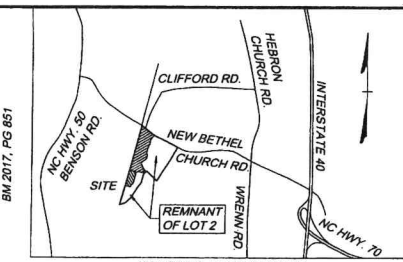 BM 2017, PG 851
NC HWY. 50
BENSON RD.
CLIFFORD RD.
HEBRON
CHURCH RD.
INTERSTATE 40
NEW BETHEL
CHURCH RD.
SITE
REMNANT
OF LOT 2
WRENN RD.
NC HWY. 70